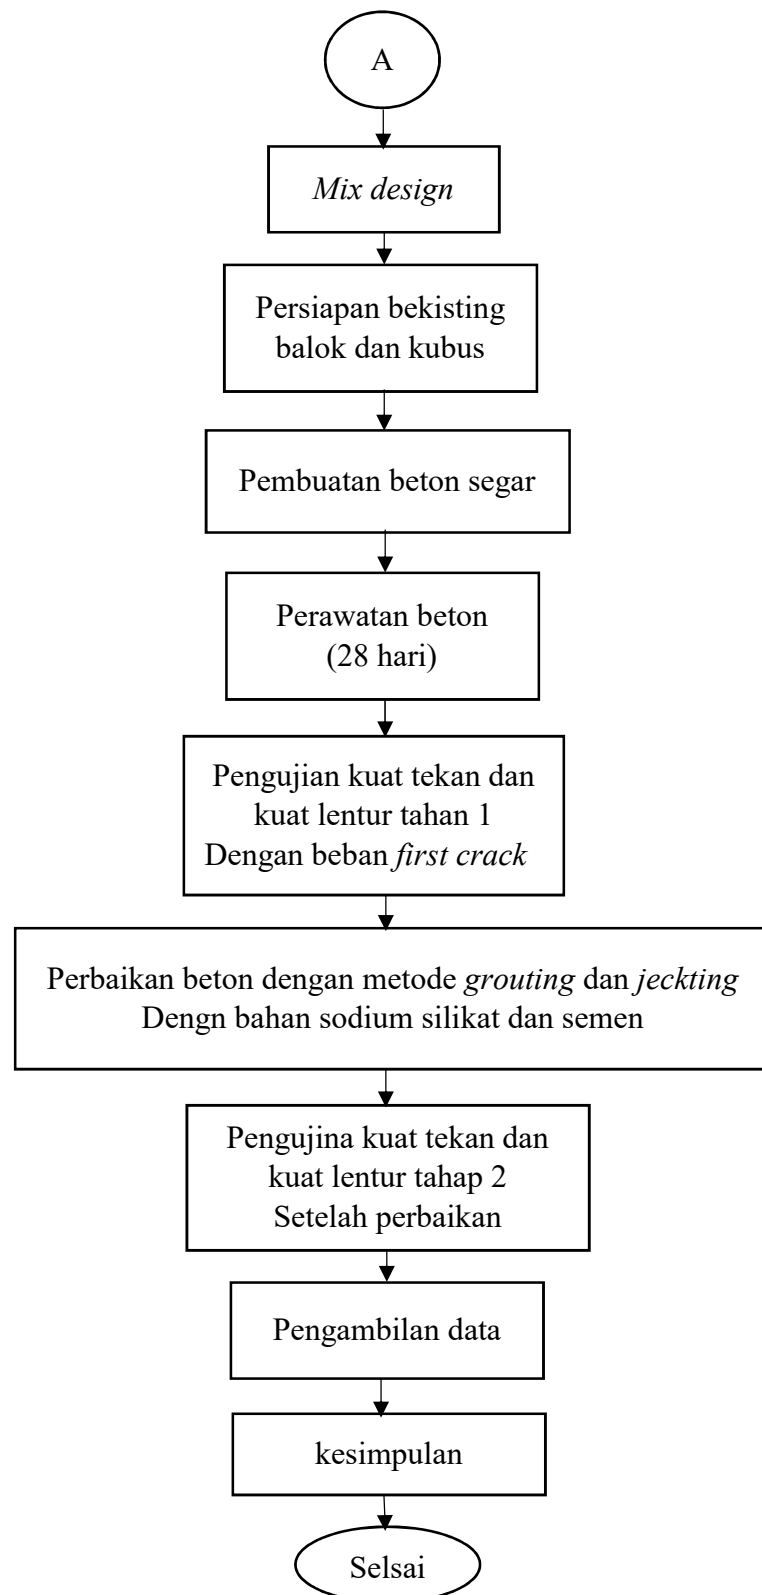 A
Mix design
Persiapan bekisting
balok dan kubus
Pembuatan beton segar
Perawatan beton
(28 hari)
Pengujian kuat tekan dan
kuat lentur tahan 1
Dengan beban first crack
Perbaikan beton dengan metode grouting dan jeckting
Dengn bahan sodium silikat dan semen
Pengujina kuat tekan dan
kuat lentur tahap 2
Setelah perbaikan
Pengambilan data
kesimpulan
Selsai